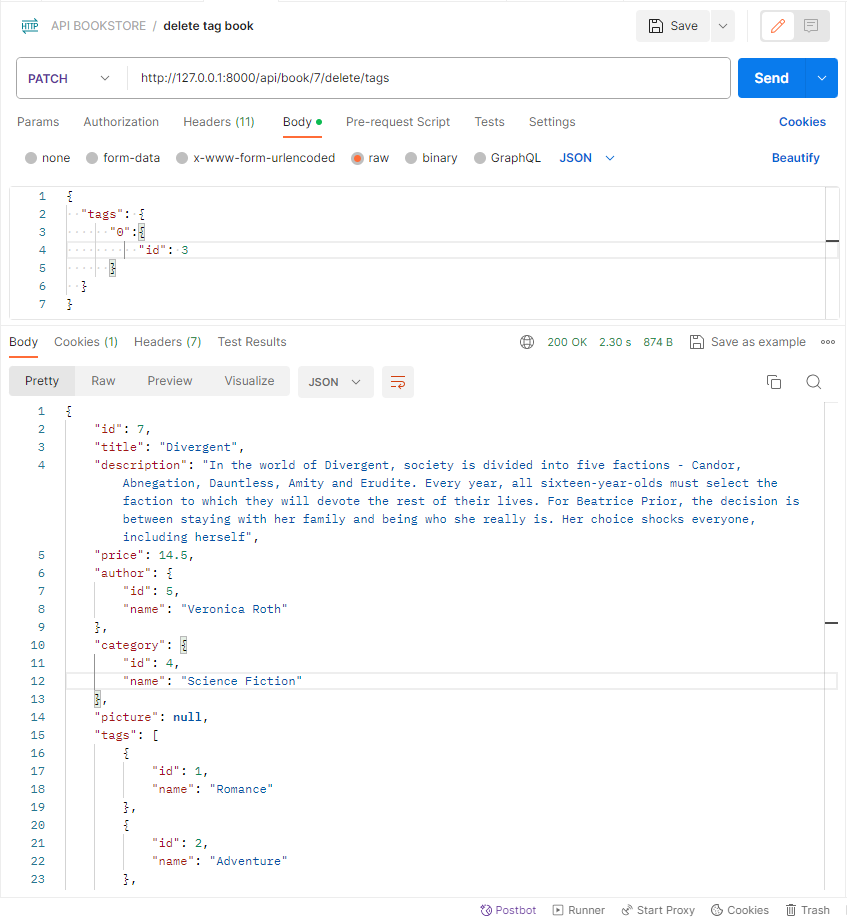 HTTP API BOOKSTORE / delete tag book Save
PATCH http://127.0.0.1:8000/api/book/7/delete/tags Send
Params Authorization Headers (11) Body Pre-request Script Tests Settings Cookies
none form-data x-www-form-urlencoded raw binary GraphQL JSON Beautify
1 {
2 "tags": {
3 "0":{
4 "id": 3
5 }
6 }
7 }
Body Cookies (1) Headers (7) Test Results 200 OK 2.30 s 874 B Save as example
Pretty Raw Preview Visualize JSON
1 {
2 "id": 7,
3 "title": "Divergent",
4 "description": "In the world of Divergent, society is divided into five factions - Candor,
Abnegation, Dauntless, Amity and Erudite. Every year, all sixteen-year-olds must select the
faction to which they will devote the rest of their lives. For Beatrice Prior, the decision is
between staying with her family and being who she really is. Her choice shocks everyone,
including herself",
5 "price": 14.5,
6 "author": {
7 "id": 5,
8 "name": "Veronica Roth"
9 },
10 "category": {
11 "id": 4,
12 "name": "Science Fiction"
13 },
14 "picture": null,
15 "tags": [
16 {
17 "id": 1,
18 "name": "Romance"
19 },
20 {
21 "id": 2,
22 "name": "Adventure"
23 },
Postbot Runner Start Proxy Cookies Trash